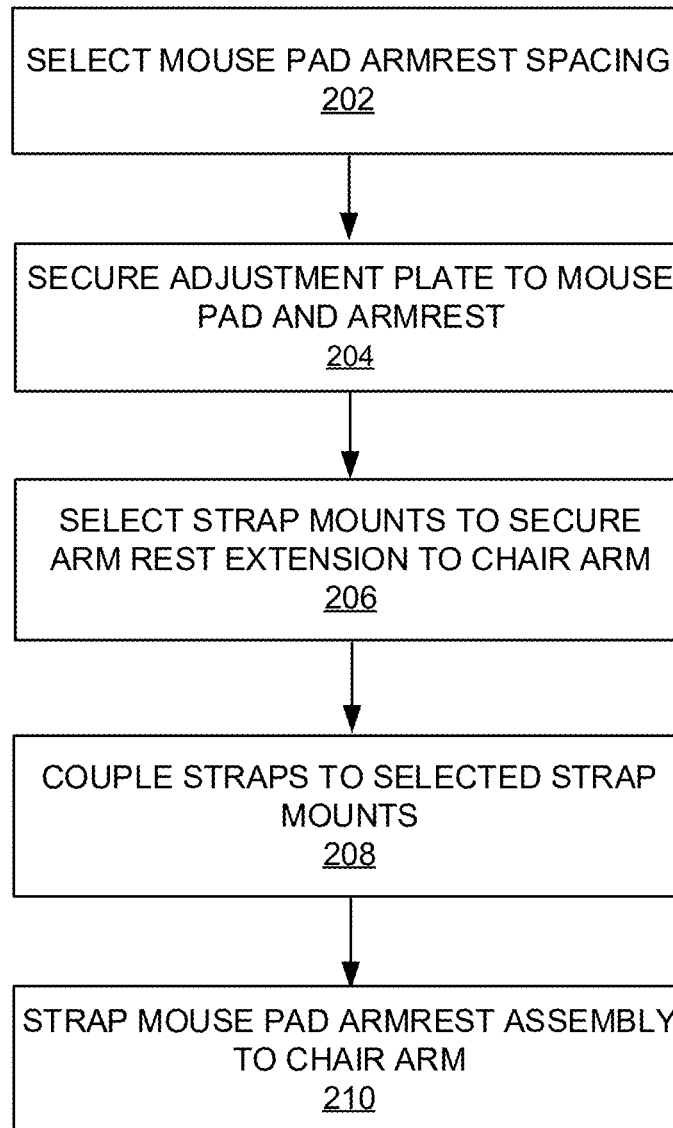 SELECT MOUSE PAD ARMREST SPACING
202
SECURE ADJUSTMENT PLATE TO MOUSE
PAD AND ARMREST
204
SELECT STRAP MOUNTS TO SECURE
ARM REST EXTENSION TO CHAIR ARM
206
COUPLE STRAPS TO SELECTED STRAP
MOUNTS
208
STRAP MOUSE PAD ARMREST ASSEMBLY
TO CHAIR ARM
210